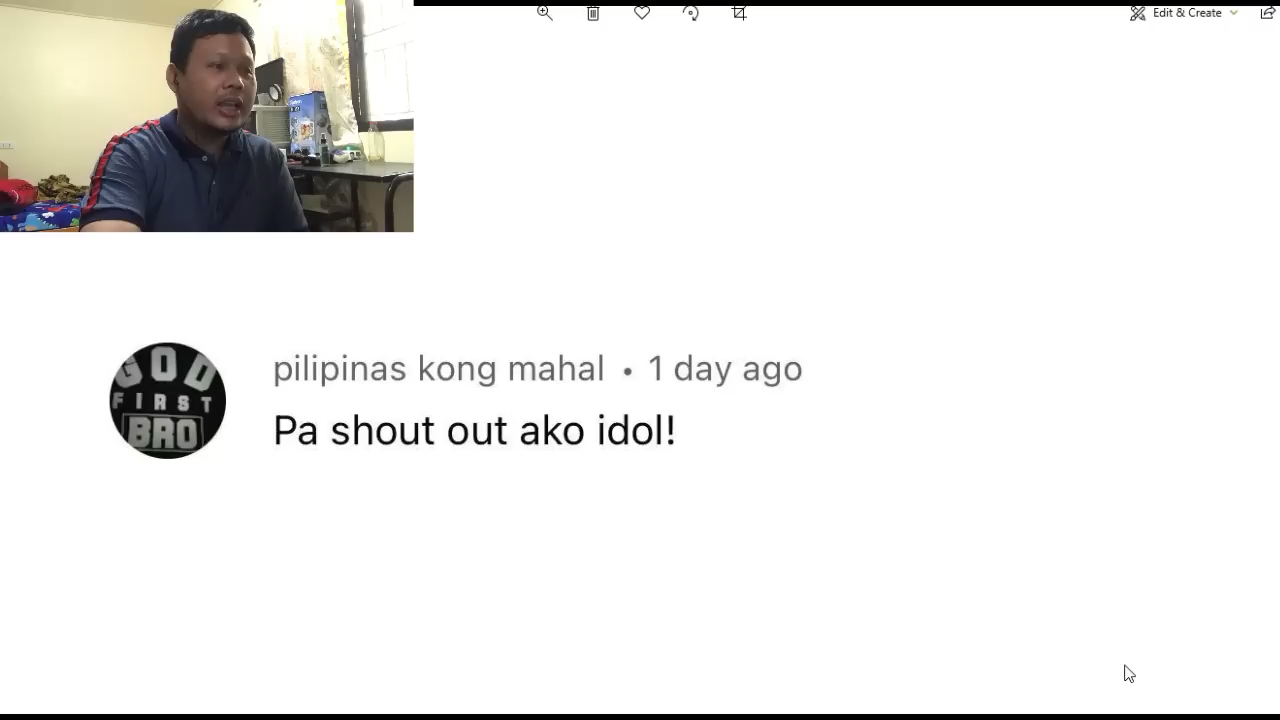 Edit & Create
pilipinas kong mahal • 1 day ago
Pa shout out ako idol!
GOD
FIRST
BRO